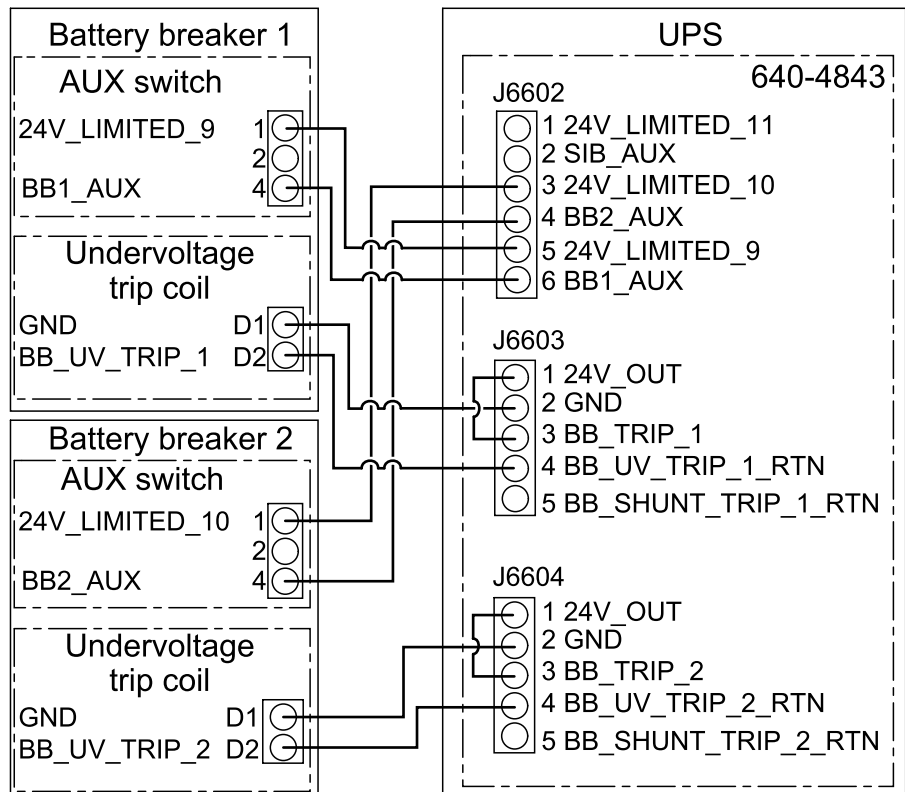 Battery breaker 1
AUX switch
24V_LIMITED_9 1
2
BB1_AUX 4
Undervoltage
trip coil
GND D1
BB_UV_TRIP_1 D2
Battery breaker 2
AUX switch
24V_LIMITED_10 1
2
BB2_AUX 4
Undervoltage
trip coil
GND D1
BB_UV_TRIP_2 D2
UPS
640-4843
J6602
1 24V_LIMITED_11
2 SIB_AUX
3 24V_LIMITED_10
4 BB2_AUX
5 24V_LIMITED_9
6 BB1_AUX
J6603
1 24V_OUT
2 GND
3 BB_TRIP_1
4 BB_UV_TRIP_1_RTN
5 BB_SHUNT_TRIP_1_RTN
J6604
1 24V_OUT
2 GND
3 BB_TRIP_2
4 BB_UV_TRIP_2_RTN
5 BB_SHUNT_TRIP_2_RTN